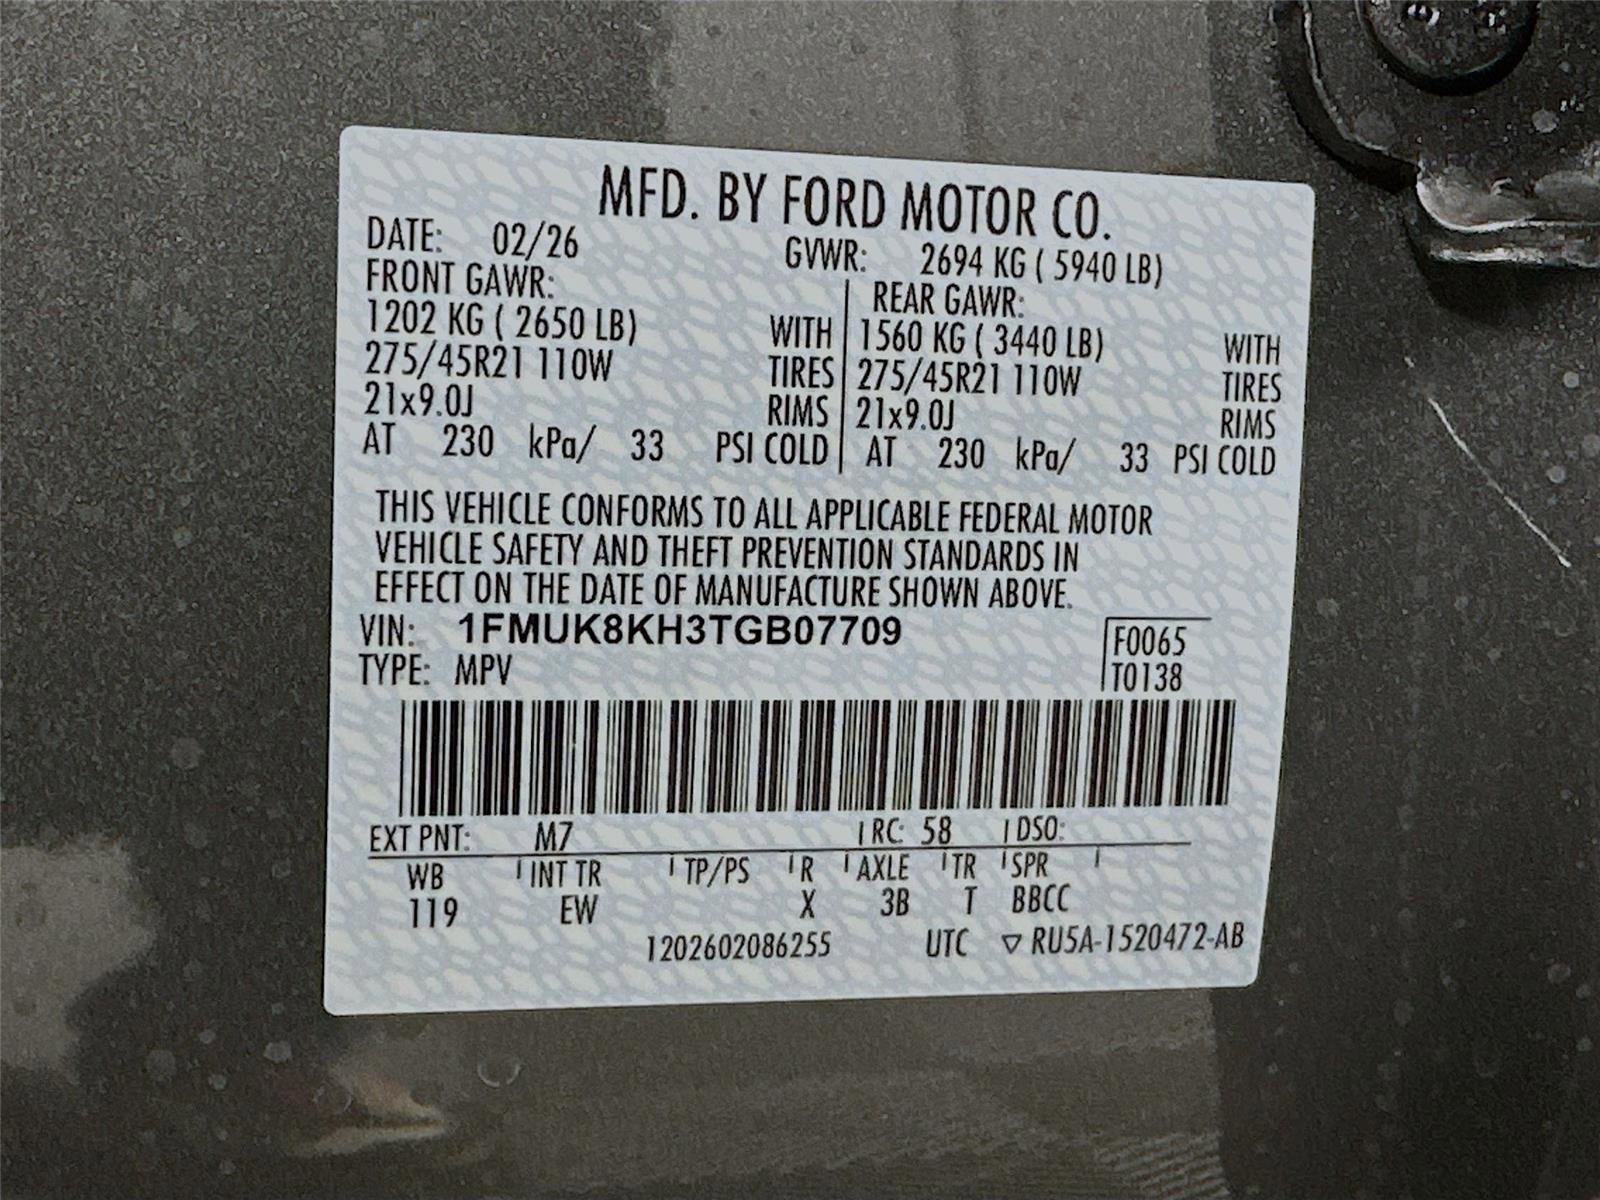 MFD. BY FORD MOTOR CO.
DATE: 02/26 GVWR: 2694 KG ( 5940 LB)
FRONT GAWR: REAR GAWR:
1202 KG ( 2650 LB) WITH 1560 KG ( 3440 LB) WITH
275/45R21 110W TIRES 275/45R21 110W TIRES
21x9.0J RIMS 21x9.0J RIMS
AT 230 kPa/ 33 PSI COLD AT 230 kPa/ 33 PSI COLD
THIS VEHICLE CONFORMS TO ALL APPLICABLE FEDERAL MOTOR
VEHICLE SAFETY AND THEFT PREVENTION STANDARDS IN
EFFECT ON THE DATE OF MANUFACTURE SHOWN ABOVE.
VIN: 1FMUK8KH3TGB07709 F0065
TYPE: MPV T0138
EXT PNT: M7 RC: 58 DSO:
WB INT TR TP/PS R AXLE TR SPR
119 EW X 3B T BBCC
1202602086255 UTC ▽ RU5A-1520472-AB